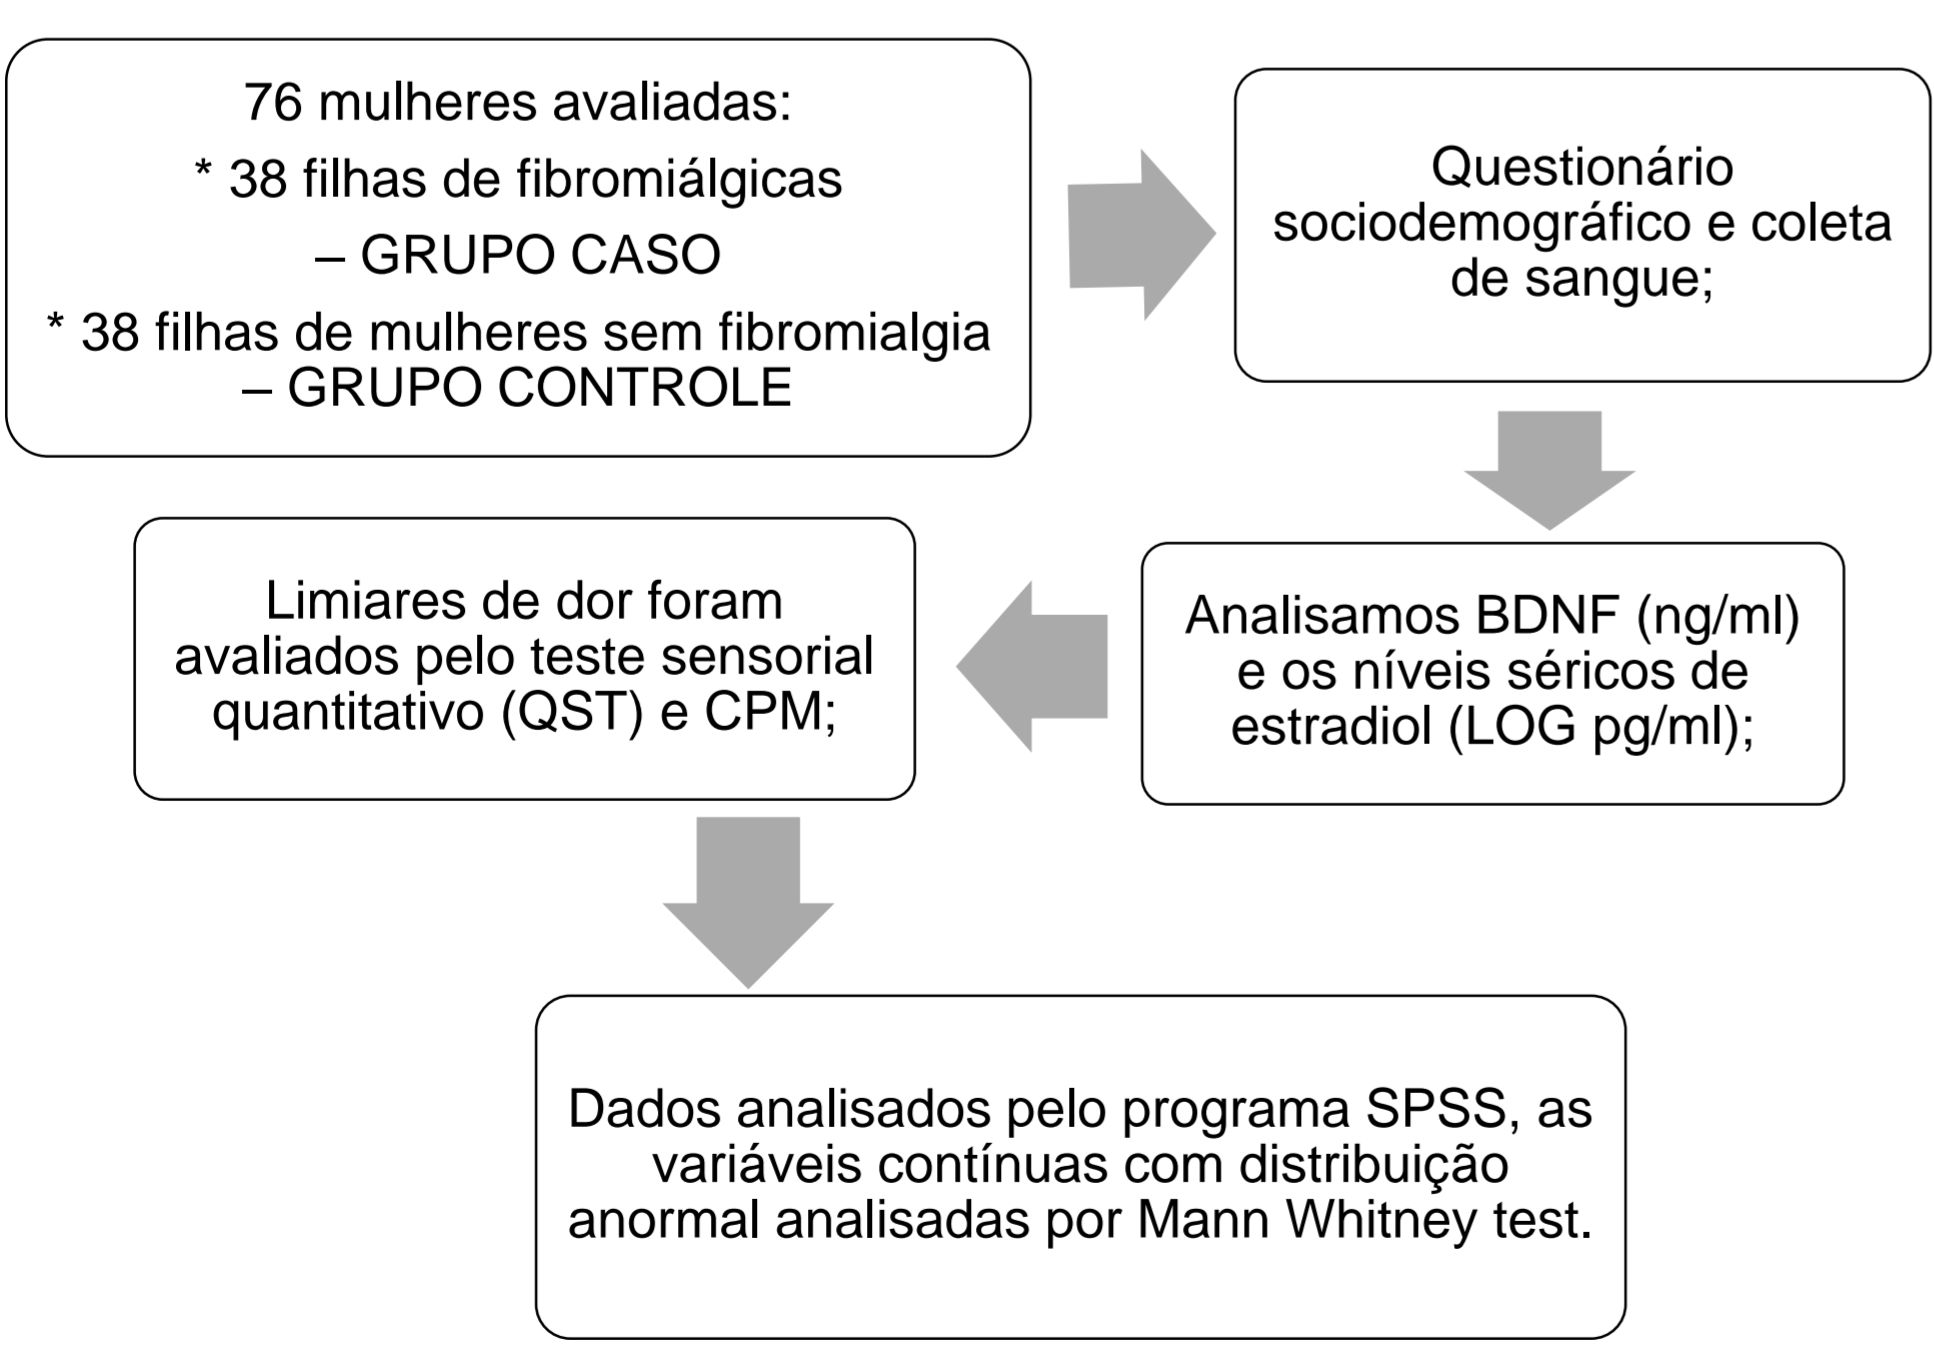 76 mulheres avaliadas:
* 38 filhas de fibromiálgicas
– GRUPO CASO
* 38 filhas de mulheres sem fibromialgia
– GRUPO CONTROLE
Questionário
sociodemográfico e coleta
de sangue;
Analisamos BDNF (ng/ml)
e os níveis séricos de
estradiol (LOG pg/ml);
Limiares de dor foram
avaliados pelo teste sensorial
quantitativo (QST) e CPM;
Dados analisados pelo programa SPSS, as
variáveis contínuas com distribuição
anormal analisadas por Mann Whitney test.